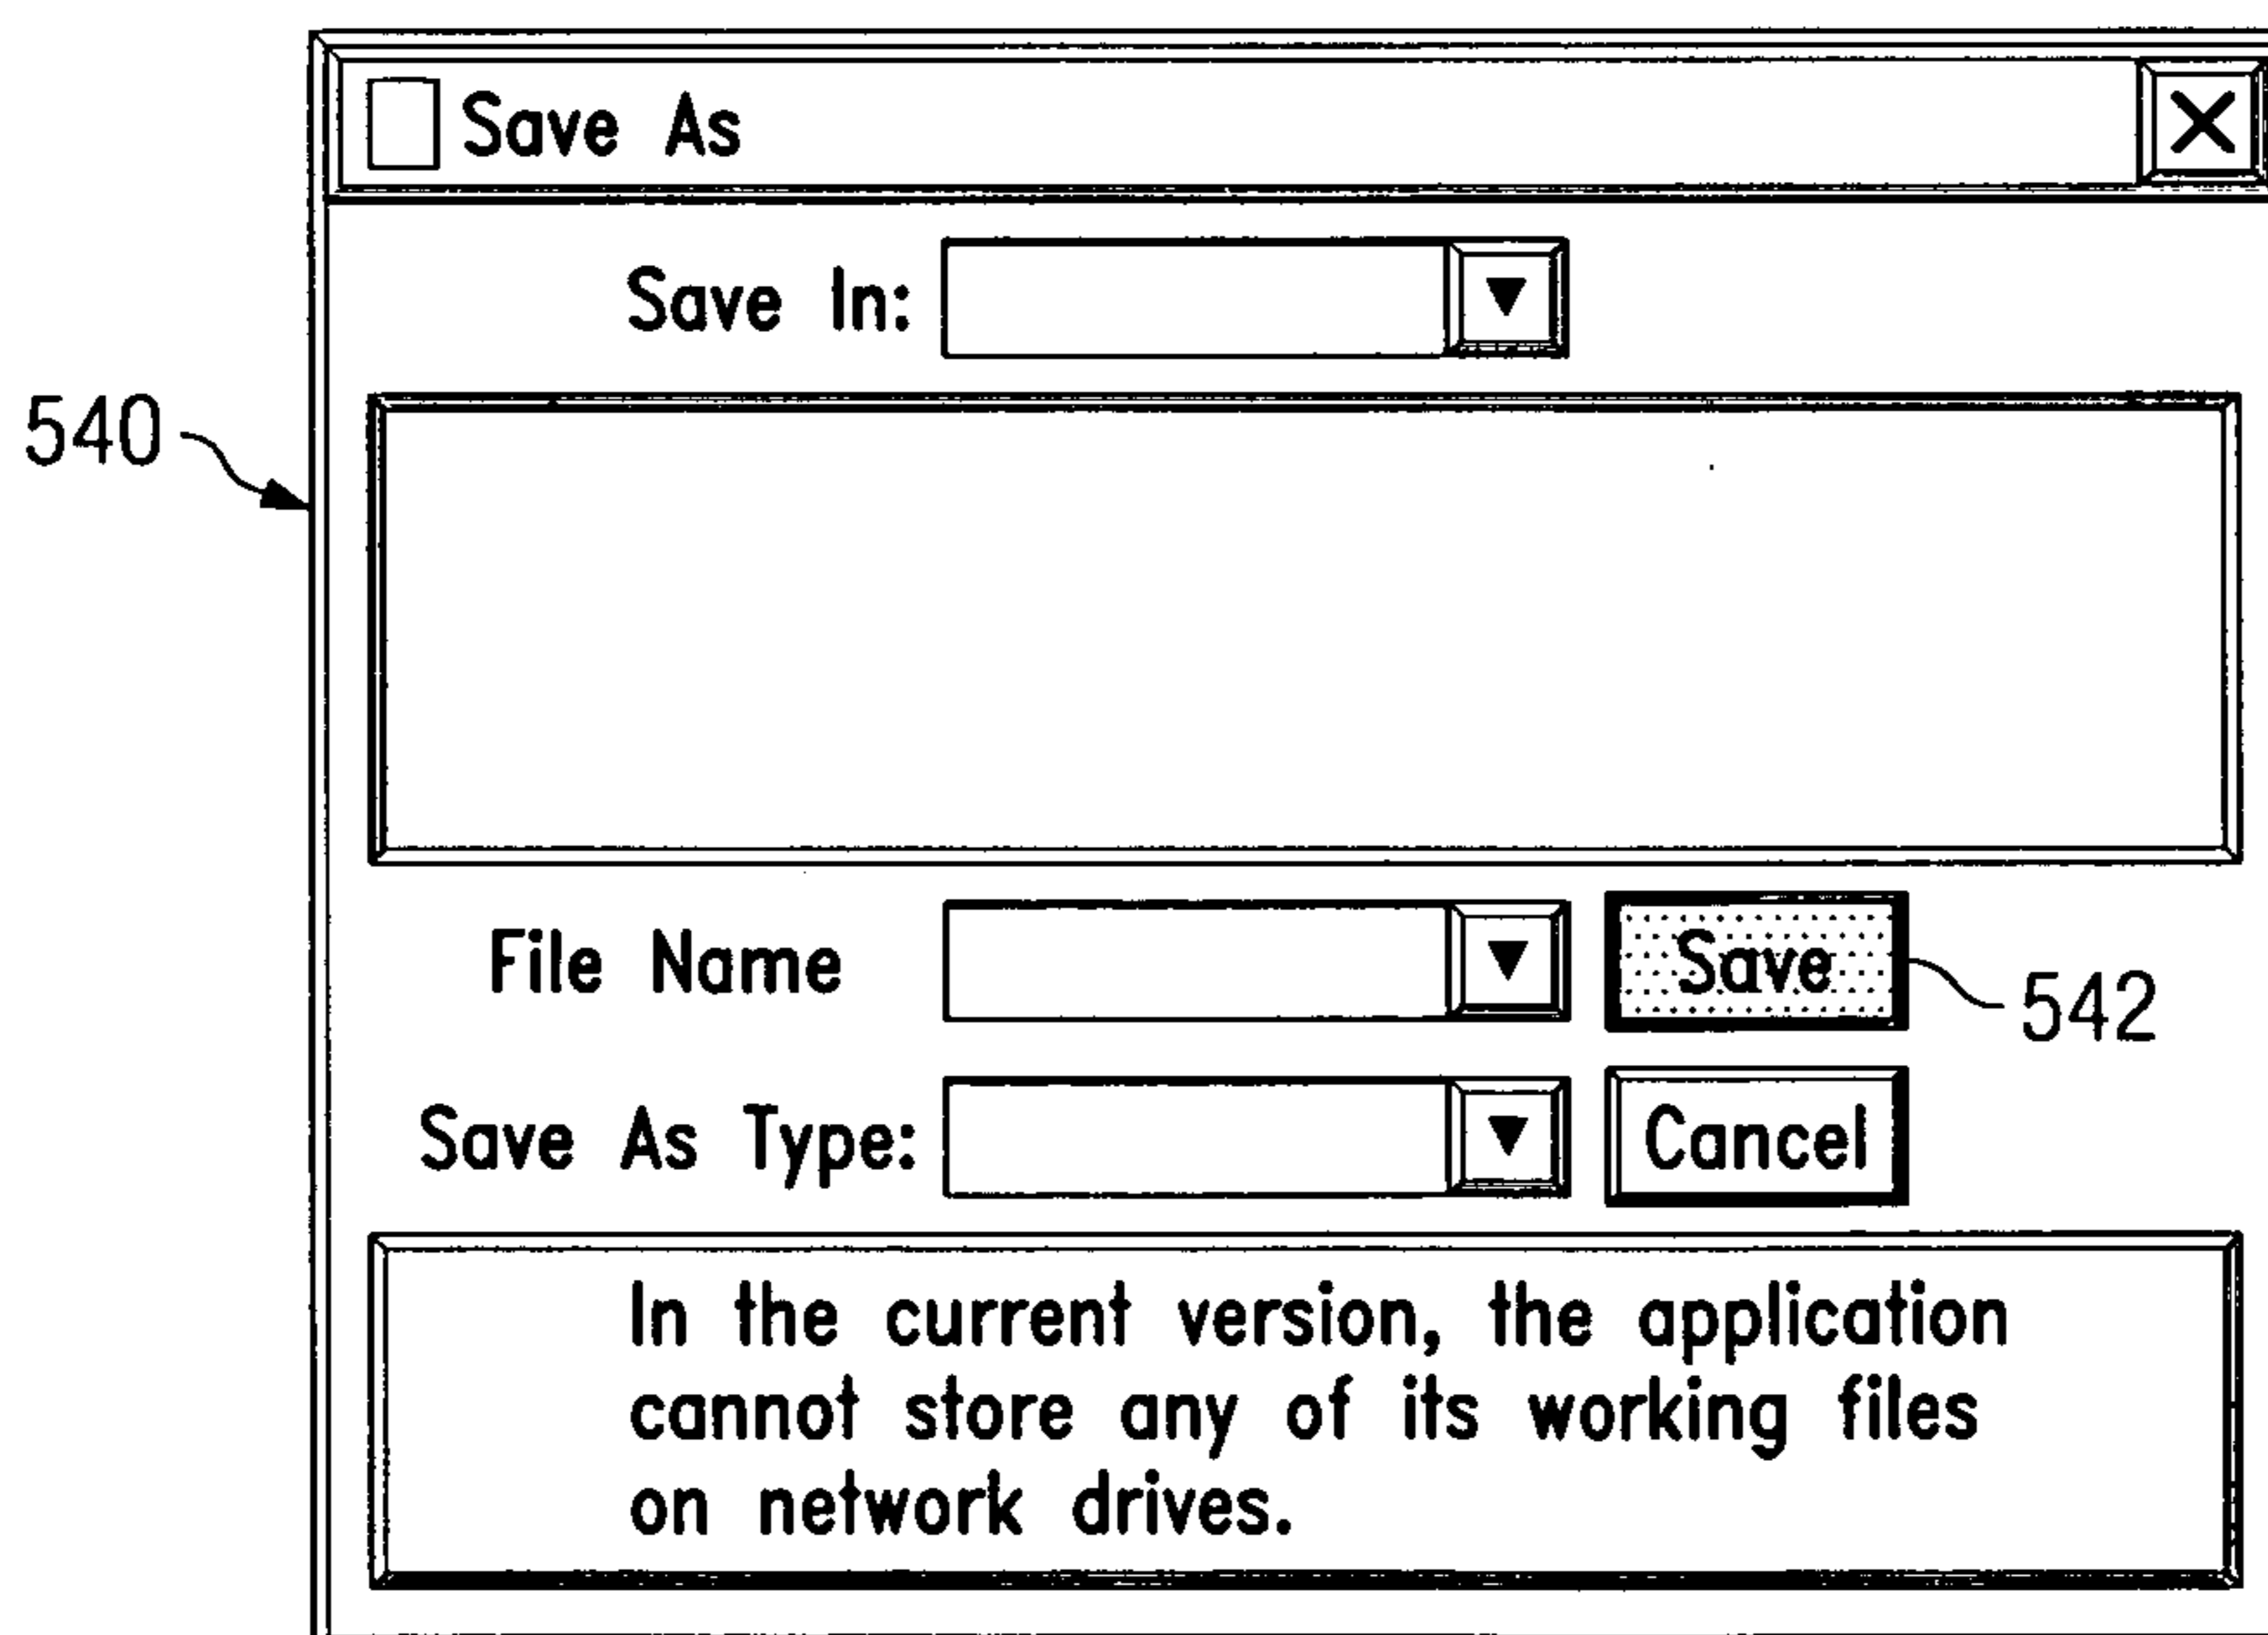 Save As
Save In:
540
File Name
Save
542
Save As Type:
Cancel
In the current version, the application
cannot store any of its working files
on network drives.